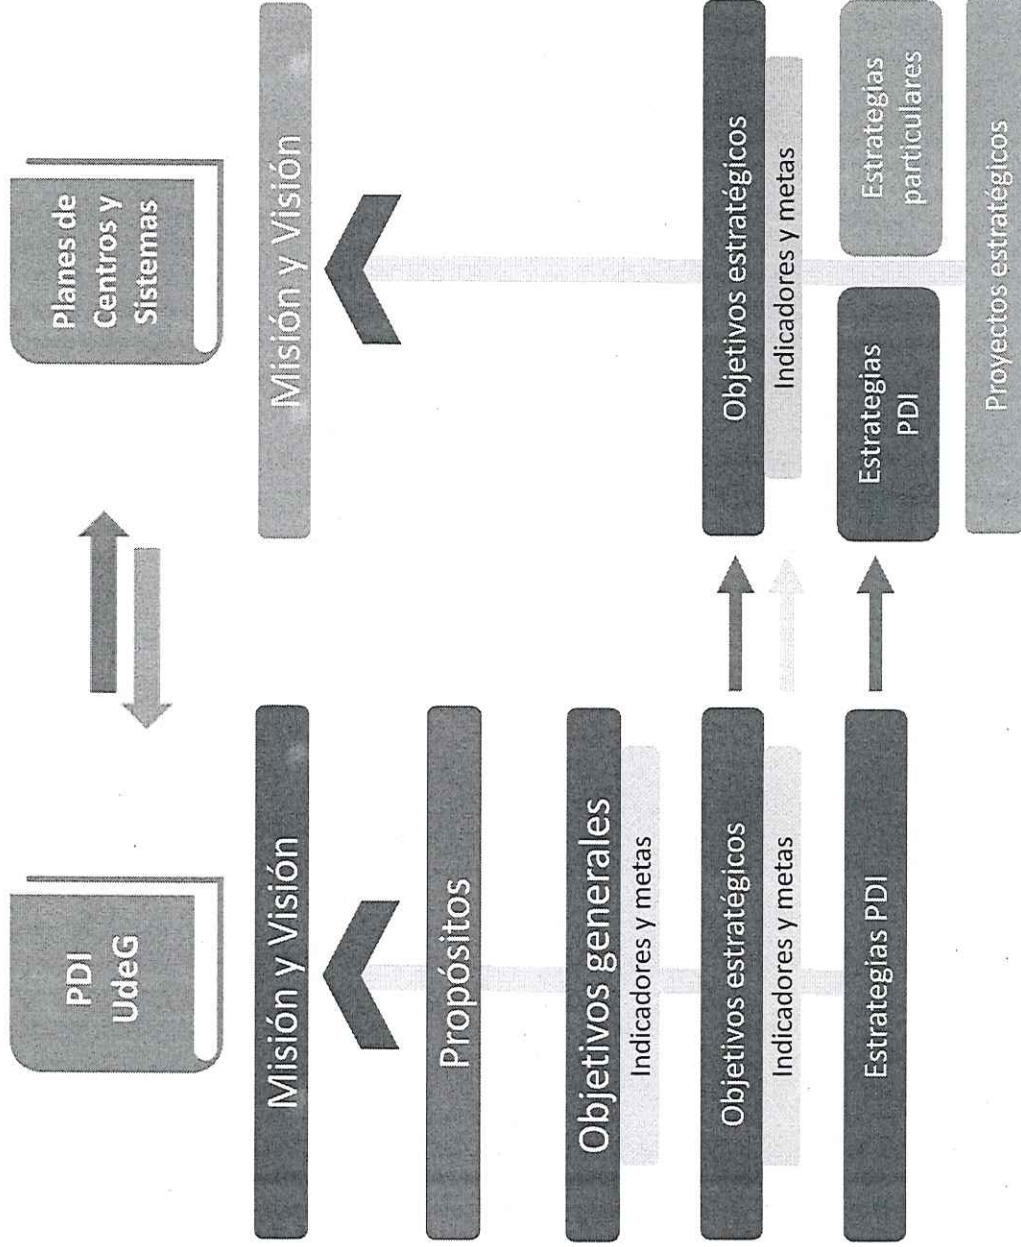 PDI
UdeG
Misión y Visión
Propósitos
Objetivos generales
Indicadores y metas
Objetivos estratégicos
Indicadores y metas
Estrategias PDI
Planes de
Centros y
Sistemas
Misión y Visión
Objetivos estratégicos
Indicadores y metas
Estrategias
PDI
Estrategias
particulares
Proyectos estratégicos